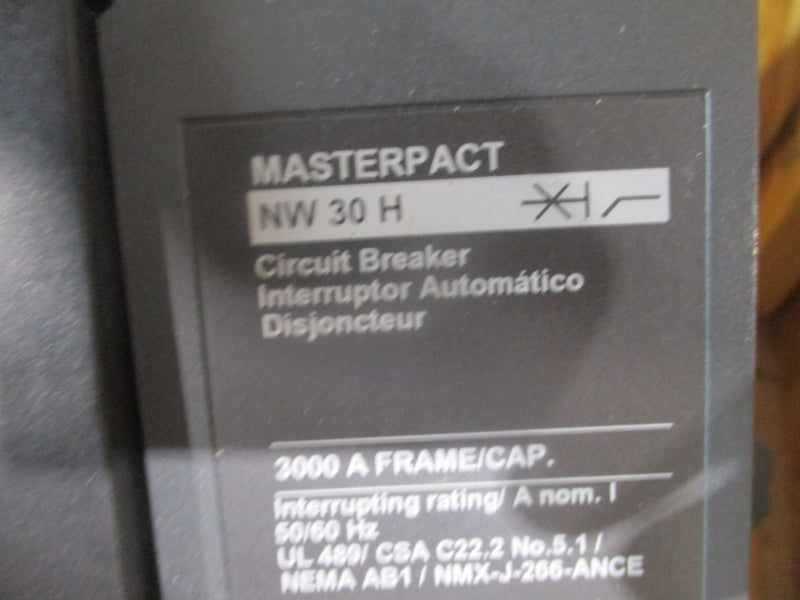 MASTERPACT
NW 30 H
Circuit Breaker
Interruptor Automático
Disjoncteur
3000 A FRAME/CAP.
Interrupting rating/ A nom. I
50/60 Hz
UL 489/ CSA C22.2 No.5.1 /
NEMA AB1 / NMX-J-266-ANCE